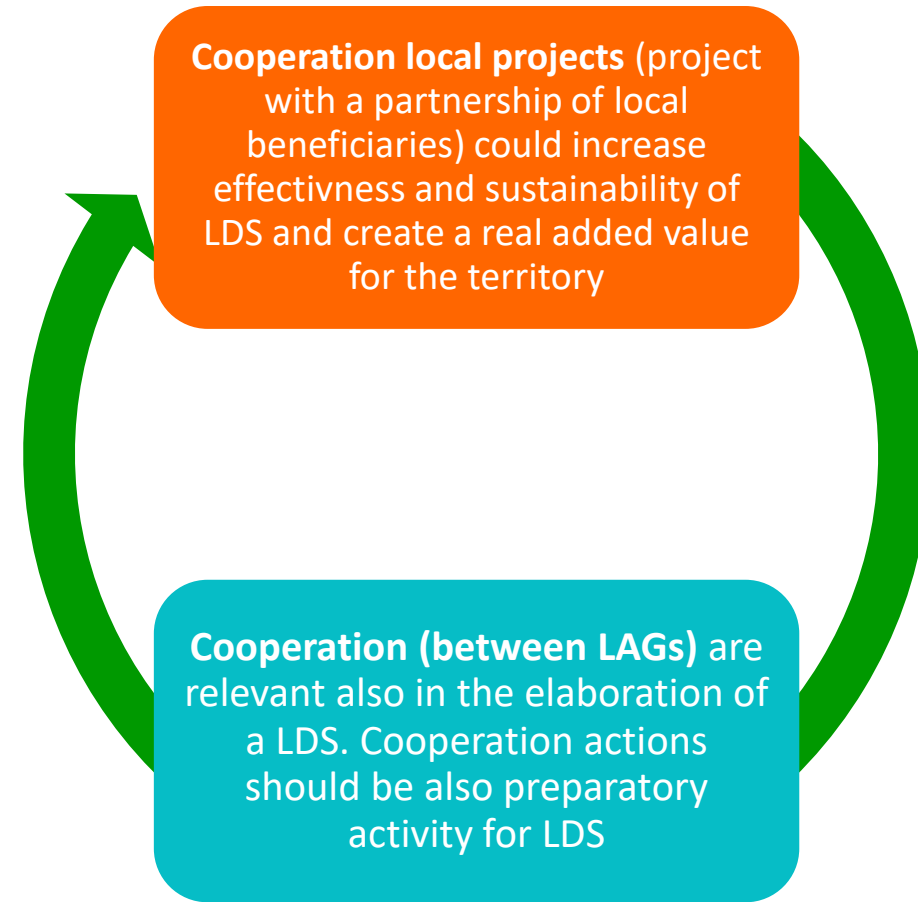 Cooperation local projects (project
with a partnership of local
beneficiaries) could increase
effectivness and sustainability of
LDS and create a real added value
for the territory
Cooperation (between LAGs) are
relevant also in the elaboration of
a LDS. Cooperation actions
should be also preparatory
activity for LDS